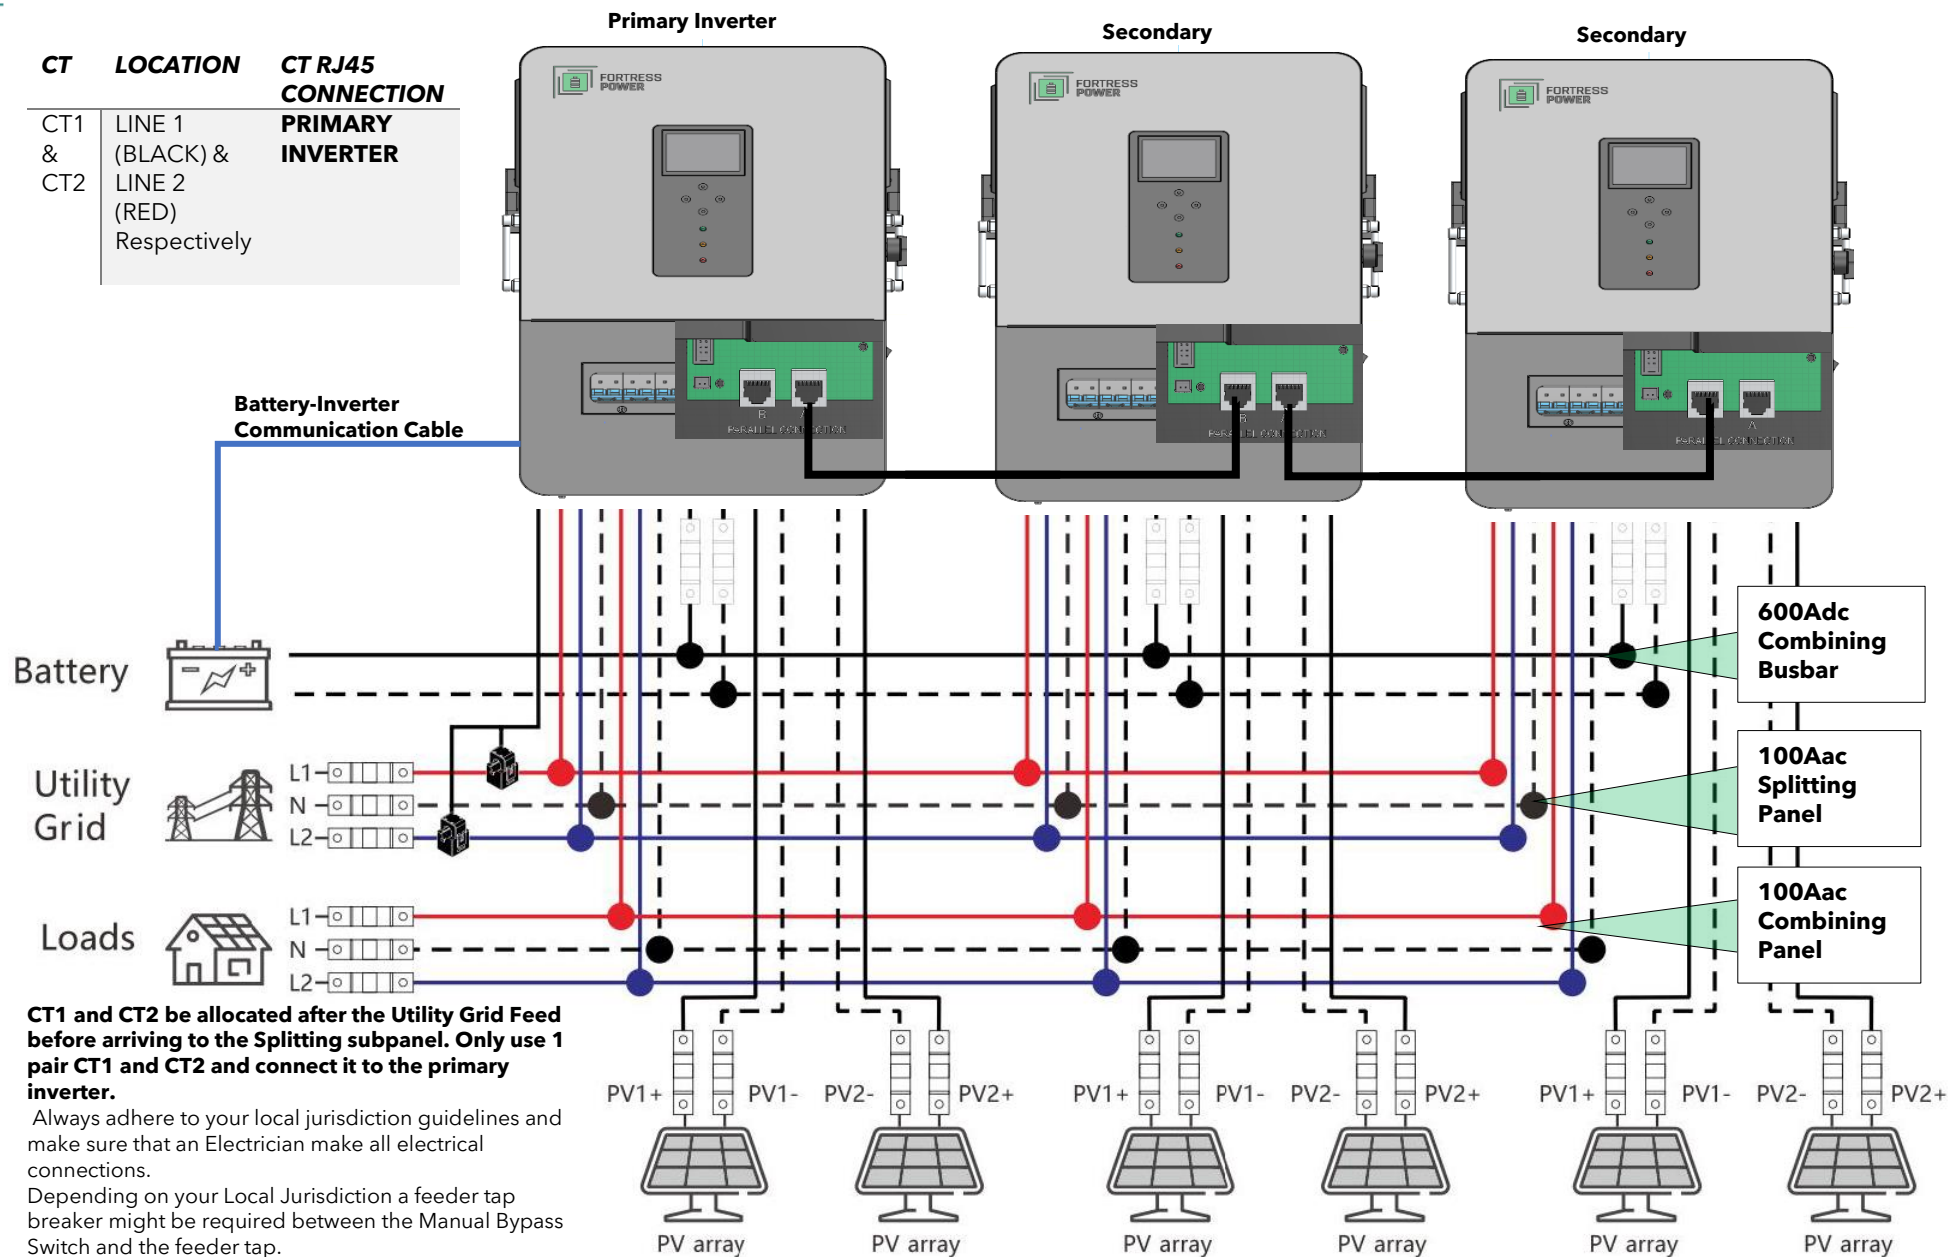 Primary Inverter
Secondary
Secondary
CT LOCATION CT RJ45 CONNECTION
CT1 & CT2
LINE 1
(BLACK) &
LINE 2
(RED)
Respectively
PRIMARY
INVERTER
FORTRESS
POWER
FORTRESS
POWER
FORTRESS
POWER
B
PARALLEL CONNECTION
B
PARALLEL CONNECTION
A
PARALLEL CONNECTION
Battery-Inverter
Communication Cable
Battery
Utility
Grid
L1
N
L2
Loads
L1
N
L2
600Adc
Combining
Busbar
100Aac
Splitting
Panel
100Aac
Combining
Panel
CT1 and CT2 be allocated after the Utility Grid Feed
before arriving to the Splitting subpanel. Only use 1
pair CT1 and CT2 and connect it to the primary
inverter.
Always adhere to your local jurisdiction guidelines and
make sure that an Electrician make all electrical
connections.
Depending on your Local Jurisdiction a feeder tap
breaker might be required between the Manual Bypass
Switch and the feeder tap.
PV1+ PV1- PV2- PV2+
PV1+ PV1- PV2- PV2+
PV1+ PV1- PV2- PV2+
PV array PV array
PV array PV array
PV array PV array